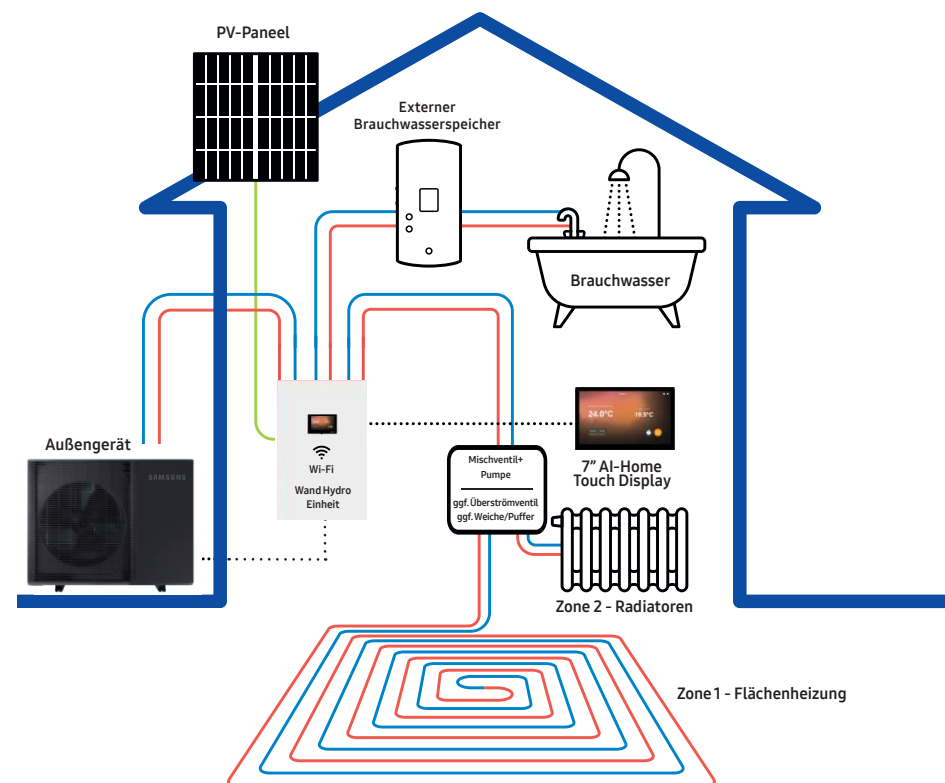 PV-Paneel
Externer
Brauchwasserspeicher
Brauchwasser
Außengerät
SAMSUNG
Wi-Fi
Wand Hydro
Einheit
24.0°C
19.9°C
7” AI-Home
Touch Display
Mischventil+
Pumpe
ggf. Überströmventil
ggf. Weiche/Puffer
Zone 2 - Radiatoren
Zone 1 - Flächenheizung